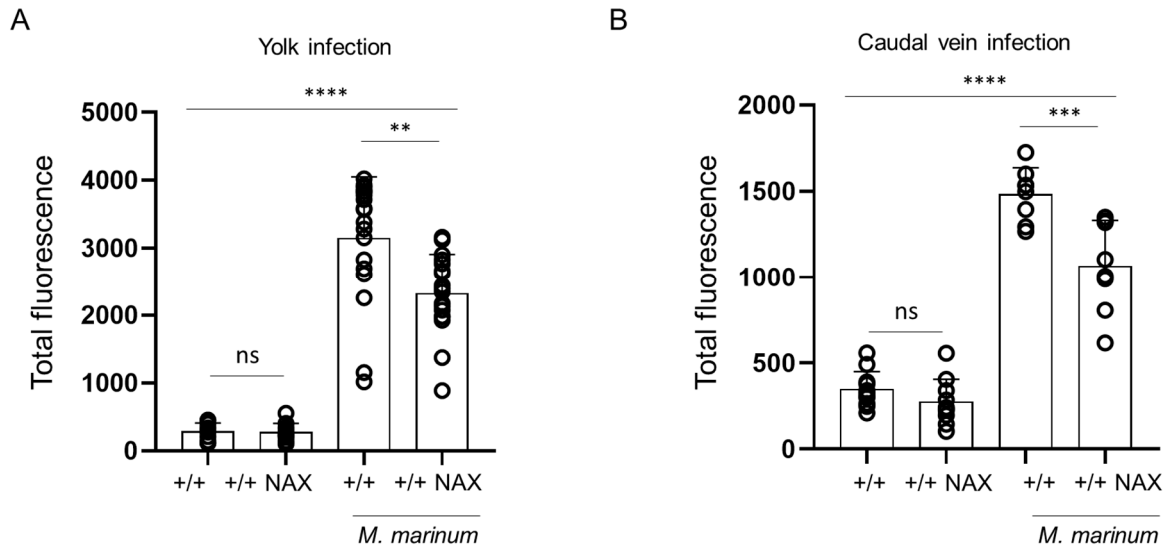 A
Yolk infection
****
**
ns
Total fluorescence
5000
4000
3000
2000
1000
0
+/+ +/+ NAX +/+ +/+ NAX
M. marinum
B
Caudal vein infection
****
***
ns
Total fluorescence
2000
1500
1000
500
0
+/+ +/+ NAX +/+ +/+ NAX
M. marinum